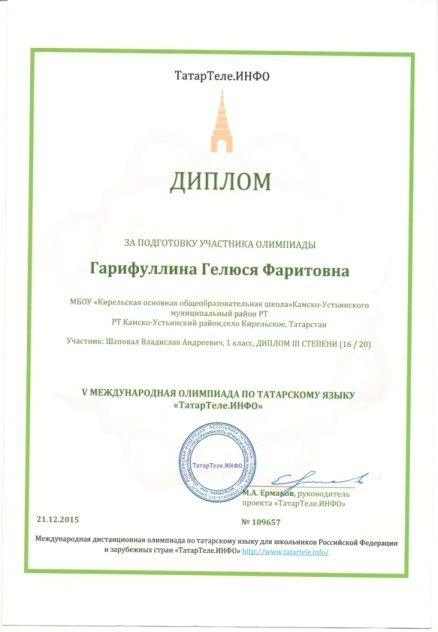 ТатарТеле.ИНФО
ДИПЛОМ
ЗА ПОДГОТОВКУ УЧАСТНИКА ОЛИМПИАДЫ
Гарифуллина Гелюся Фаритовна
МБОУ «Кирельская основная общеобразовательная школа»Камско-Устьинского
муниципальный район РТ
РТ Камско-Устьинский район,село Кирельское, Татарстан
Участник: Шаповал Владислав Андреевич, 1 класс, ДИПЛОМ III СТЕПЕНИ (16 / 20)
V МЕЖДУНАРОДНАЯ ОЛИМПИАДА ПО ТАТАРСКОМУ ЯЗЫКУ
«ТатарТеле.ИНФО»
ТатарТеле.ИНФО
М.А. Ермаков, руководитель
проекта «ТатарТеле.ИНФО»
21.12.2015
№ 109657
Международная дистанционная олимпиада по татарскому языку для школьников Российской Федерации
и зарубежных стран «ТатарТеле.ИНФО» http://www.tatartele.info/